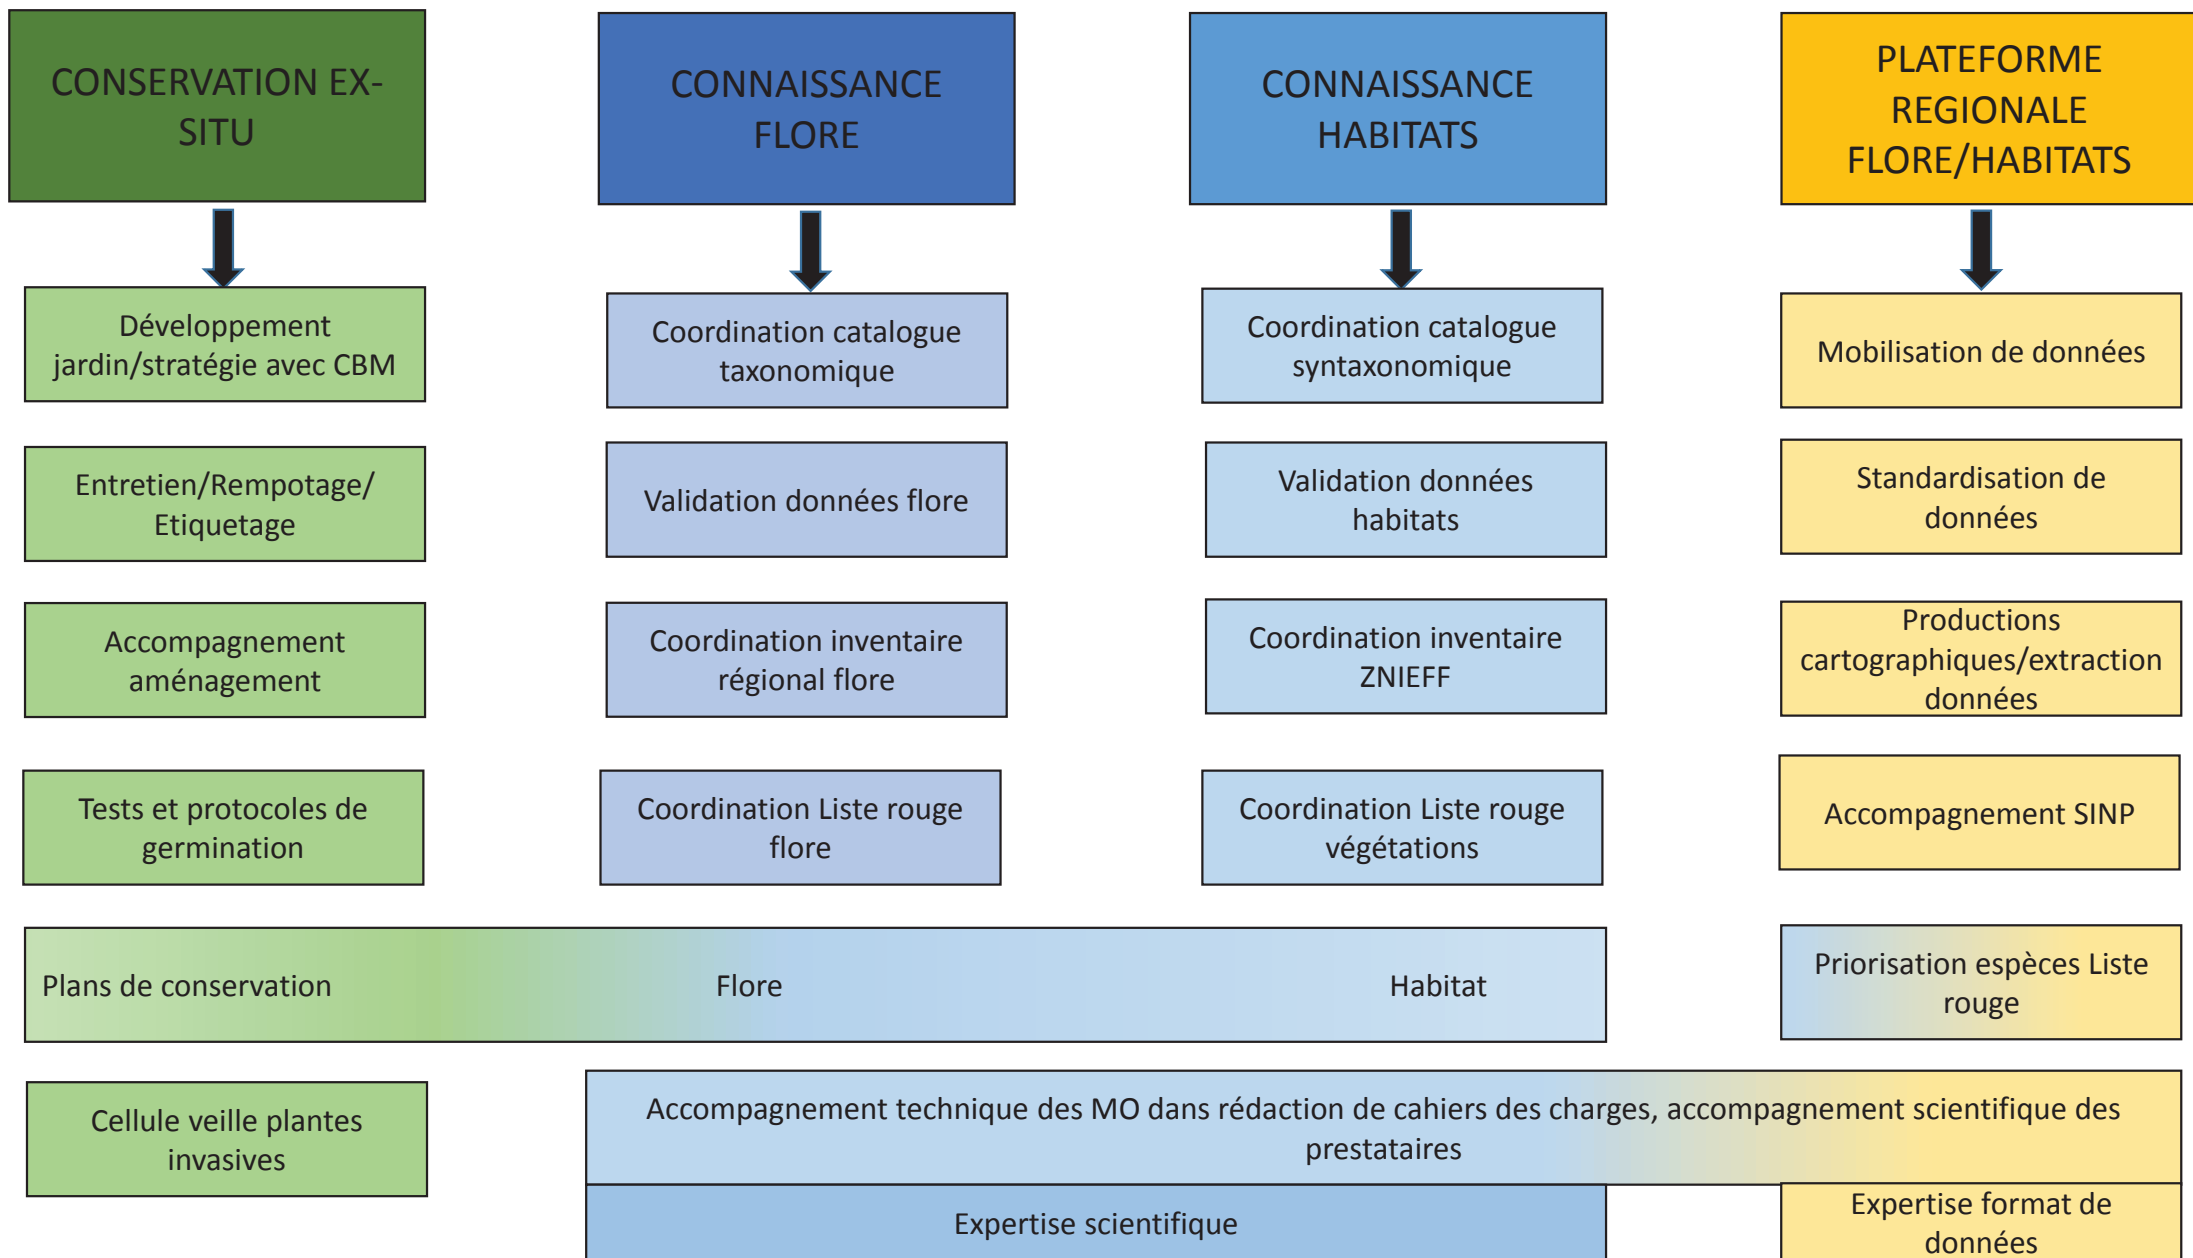 CONSERVATION EX-
SITU
CONNAISSANCE
FLORE
CONNAISSANCE
HABITATS
PLATEFORME
REGIONALE
FLORE/HABITATS
Développement
jardin/stratégie avec CBM
Coordination catalogue
taxonomique
Coordination catalogue
syntaxonomique
Mobilisation de données
Entretien/Rempotage/
Etiquetage
Validation données flore
Validation données
habitats
Standardisation de
données
Accompagnement
aménagement
Coordination inventaire
régional flore
Coordination inventaire
ZNIEFF
Productions
cartographiques/extraction
données
Tests et protocoles de
germination
Coordination Liste rouge
flore
Coordination Liste rouge
végétations
Accompagnement SINP
Plans de conservation
Flore
Habitat
Priorisation espèces Liste
rouge
Cellule veille plantes
invasives
Accompagnement technique des MO dans rédaction de cahiers des charges, accompagnement scientifique des
prestataires
Expertise scientifique
Expertise format de
données